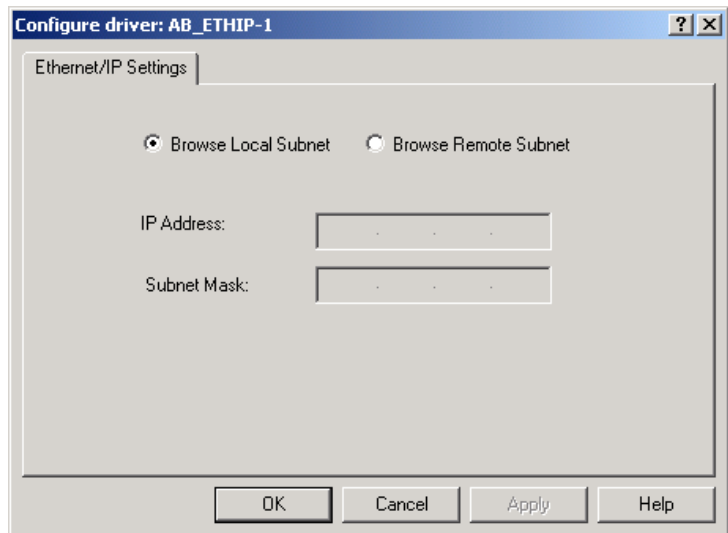 Configure driver: AB_ETHIP-1
Ethernet/IP Settings
Browse Local Subnet Browse Remote Subnet
IP Address: . . .
Subnet Mask: . . .
OK Cancel Apply Help